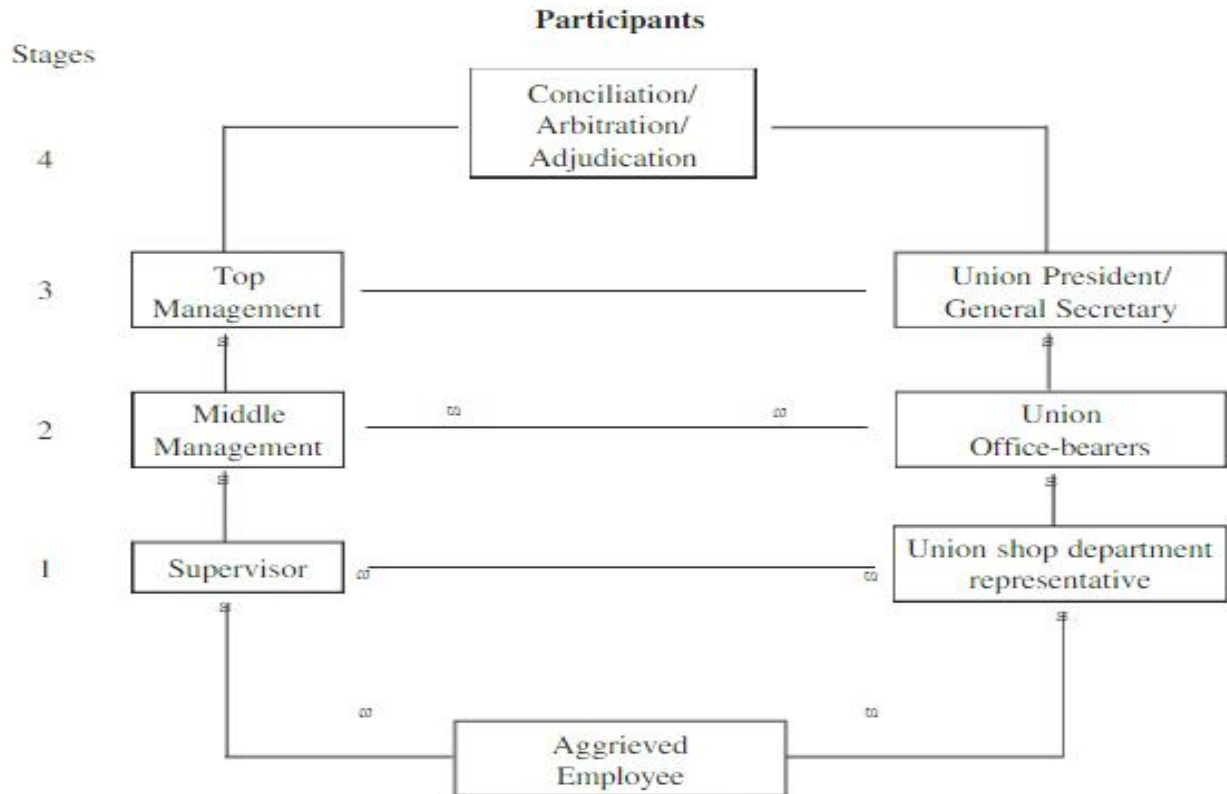 Participants
Stages
Conciliation/
Arbitration/
Adjudication
4
3
Top
Management
Union President/
General Secretary
2
Middle
Management
Union
Office-bearers
1
Supervisor
Union shop department
representative
Aggrieved
Employee